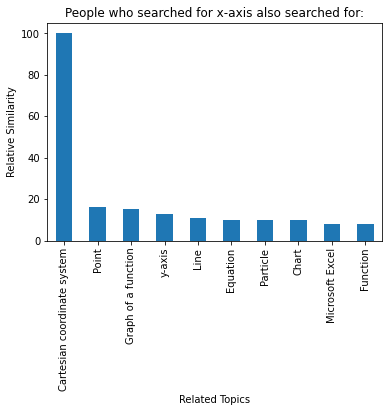 People who searched for x-axis also searched for:
Relative Similarity
100
80
60
40
20
0
Cartesian coordinate system
Point
Graph of a function
y-axis
Line
Equation
Particle
Chart
Microsoft Excel
Function
Related Topics